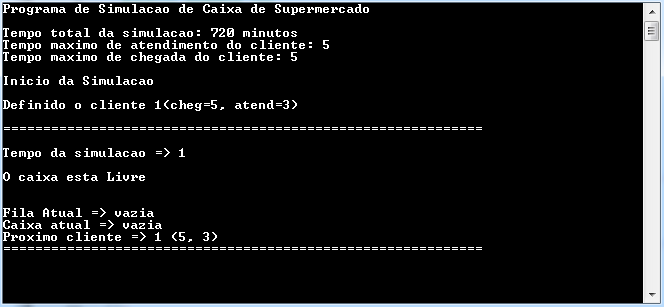 Programa de Simulacao de Caixa de Supermercado
Tempo total da simulacao: 720 minutos
Tempo maximo de atendimento do cliente: 5
Tempo maximo de chegada do cliente: 5
Inicio da Simulacao
Definido o cliente 1(cheg=5, atend=3)
============================================================
Tempo da simulacao => 1
O caixa esta Livre
Fila Atual => vazia
Caixa atual => vazia
Proximo cliente => 1 (5, 3)
============================================================